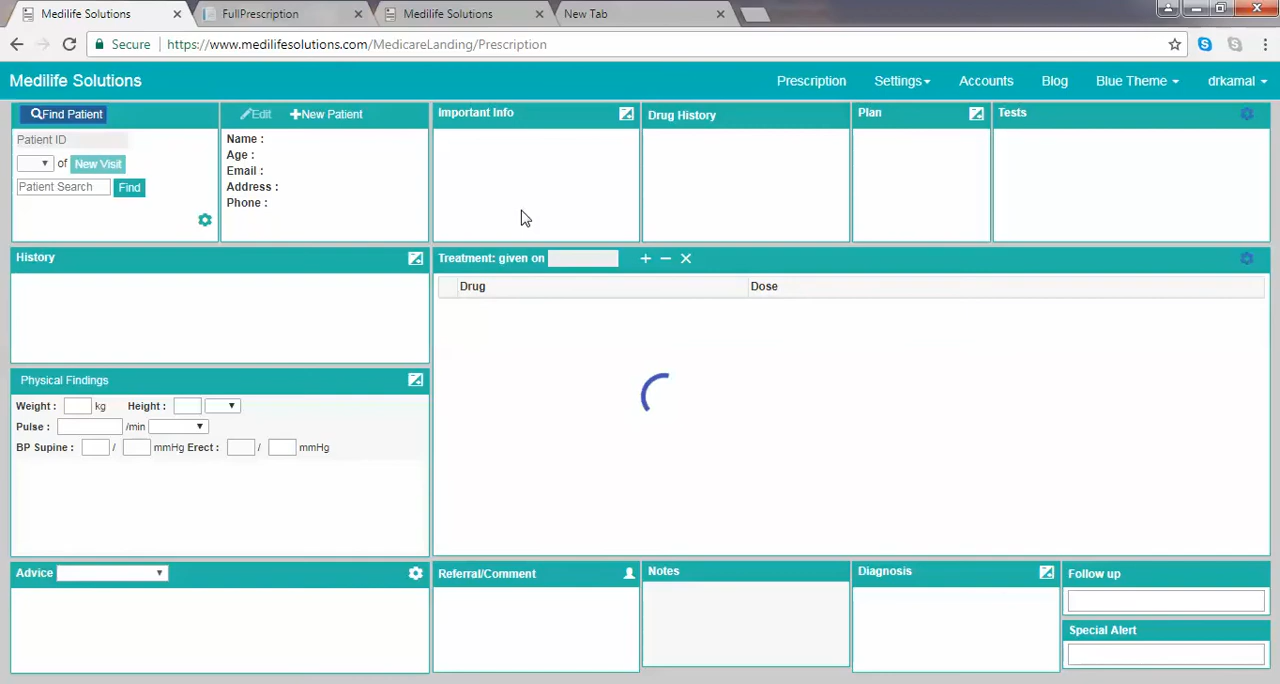 Medilife Solutions
FullPrescription
Medilife Solutions
New Tab
Secure https://www.medilifesolutions.com/MedicareLanding/Prescription
Medilife Solutions
Prescription
Settings
Accounts
Blog
Blue Theme
drkamal
Find Patient
Patient ID
of New Visit
Patient Search Find
Edit New Patient
Name :
Age :
Email :
Address :
Phone :
Important Info
Drug History
Plan
Tests
History
Treatment: given on
Drug Dose
Physical Findings
Weight : kg Height :
Pulse : /min
BP Supine : / mmHg Erect : / mmHg
Advice
Referral/Comment
Notes
Diagnosis
Follow up
Special Alert